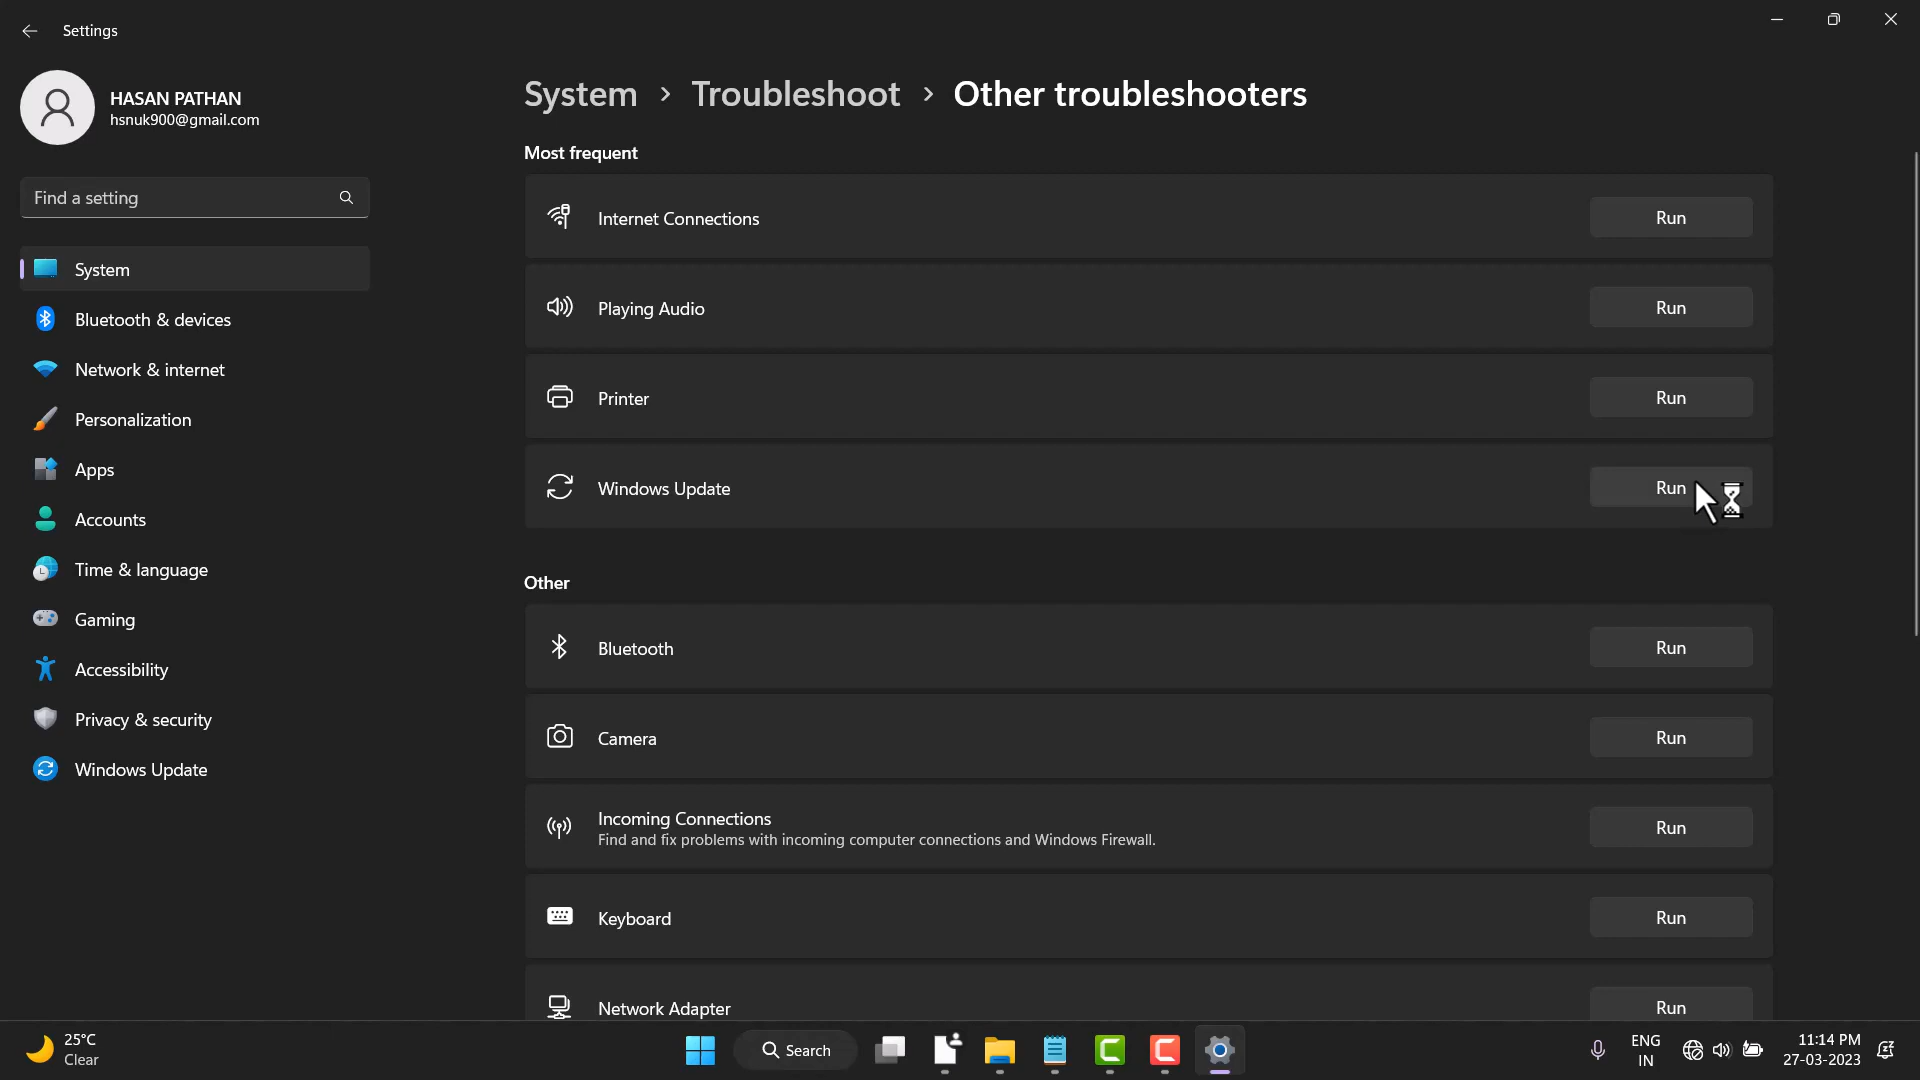 Settings
HASAN PATHAN
hsnuk900@gmail.com
Find a setting
System
Bluetooth & devices
Network & internet
Personalization
Apps
Accounts
Time & language
Gaming
Accessibility
Privacy & security
Windows Update
System > Troubleshoot > Other troubleshooters
Most frequent
Internet Connections Run
Playing Audio Run
Printer Run
Windows Update Run
Other
Bluetooth Run
Camera Run
Incoming Connections
Find and fix problems with incoming computer connections and Windows Firewall.
Run
Keyboard Run
Network Adapter Run
25°C
Clear
Search
ENG
IN
11:14 PM
27-03-2023